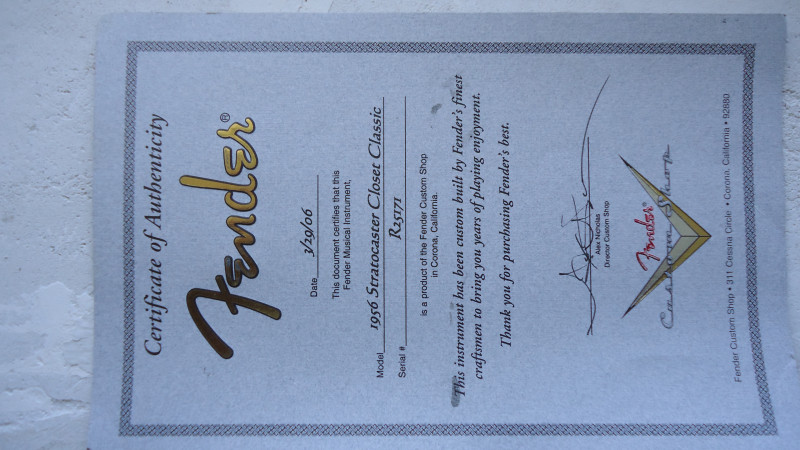 Certificate of Authenticity
Fender®
Date 3/29/06
This document certifies that this
Fender Musical Instrument,
Model 1956 Stratocaster Closet Classic
Serial # R25171
is a product of the Fender Custom Shop
in Corona, California.
This instrument has been custom built by Fender's finest
craftsmen to bring you years of playing enjoyment.
Thank you for purchasing Fender's best.
Alex Nicholas
Director Custom Shop
Fender®
Custom Shop
Fender Custom Shop • 311 Cessna Circle • Corona, California • 92880